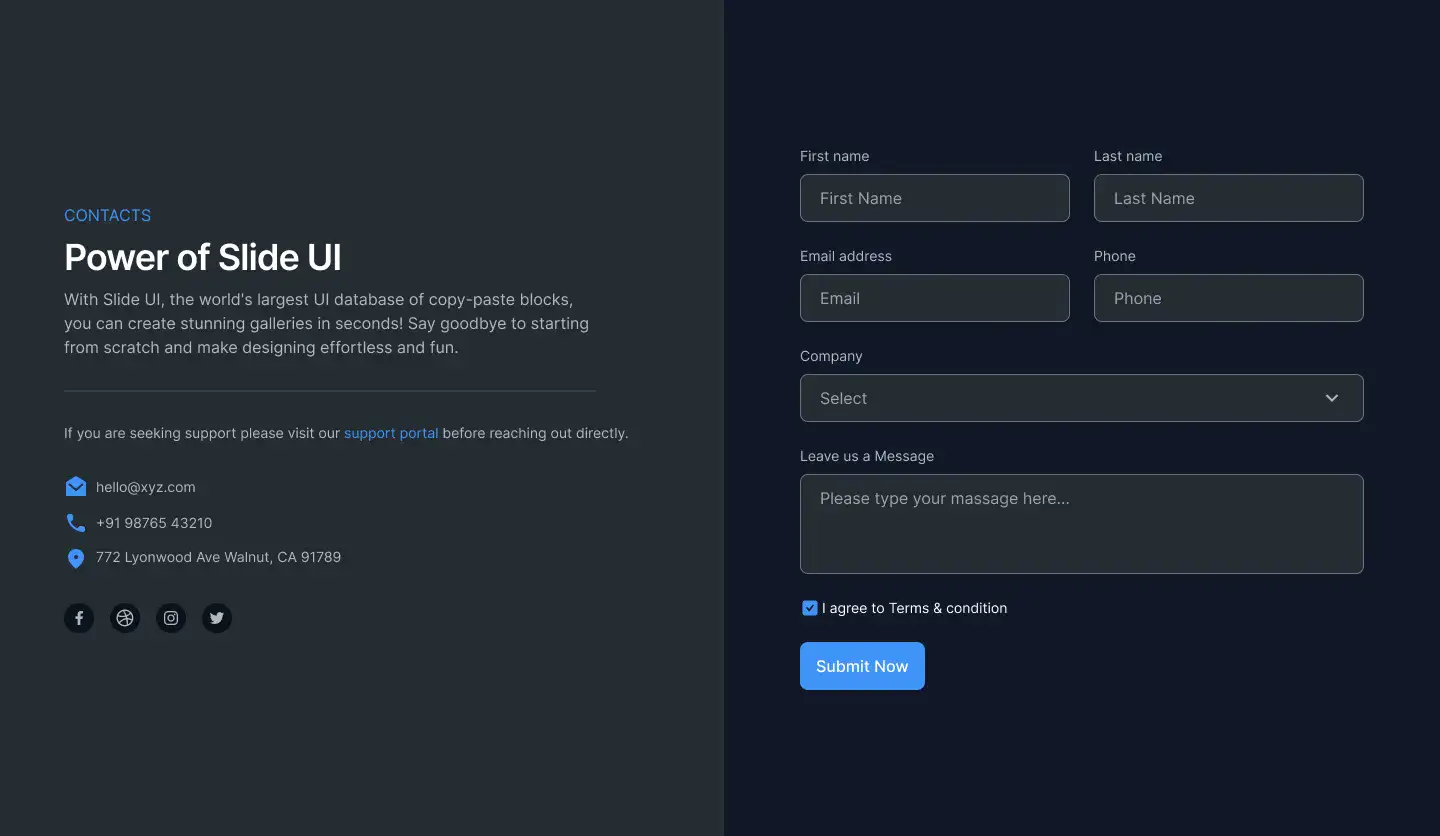 CONTACTS
Power of Slide UI
With Slide UI, the world's largest UI database of copy-paste blocks,
you can create stunning galleries in seconds! Say goodbye to starting
from scratch and make designing effortless and fun.
If you are seeking support please visit our support portal before reaching out directly.
hello@xyz.com
+91 98765 43210
772 Lyonwood Ave Walnut, CA 91789
First name
Last name
First Name
Last Name
Email address
Phone
Email
Phone
Company
Select
Leave us a Message
Please type your massage here...
I agree to Terms & condition
Submit Now